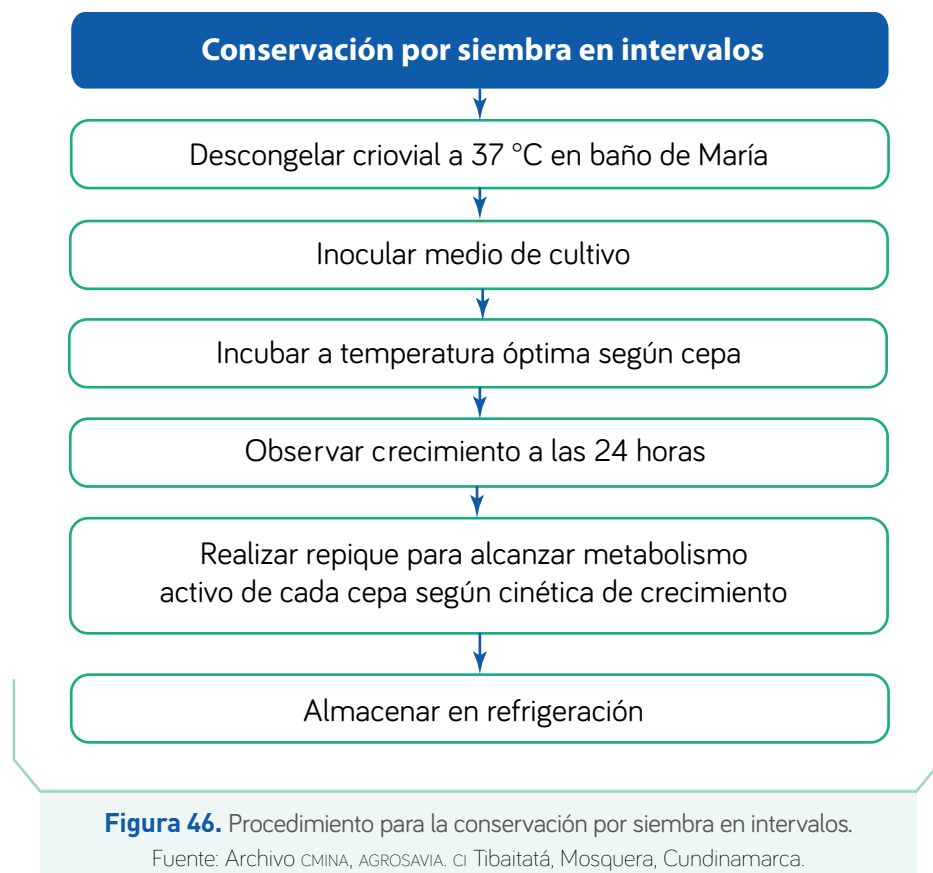 Conservación por siembra en intervalos
Descongelar criovial a 37 °C en baño de María
Inocular medio de cultivo
Incubar a temperatura óptima según cepa
Observar crecimiento a las 24 horas
Realizar repique para alcanzar metabolismo
activo de cada cepa según cinética de crecimiento
Almacenar en refrigeración
Figura 46. Procedimiento para la conservación por siembra en intervalos.
Fuente: Archivo CMINA, AGROSAVIA. CI Tibaitatá, Mosquera, Cundinamarca.